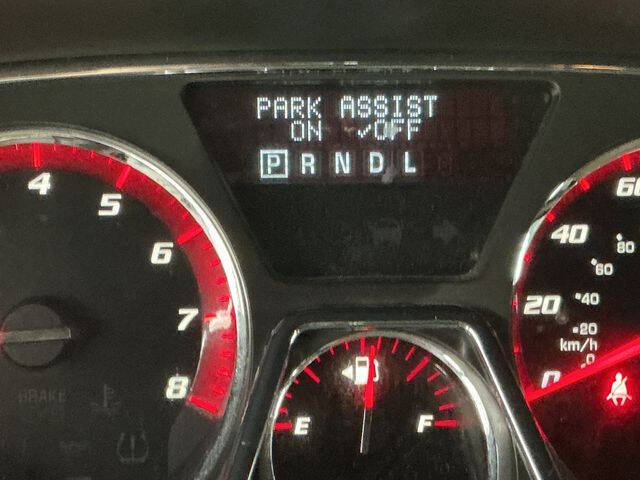 PARK ASSIST
ON ✓OFF
P R N D L
4
5
6
7
8
BRAKE
E
F
60
40
20
0
80
60
40
20
km/h
0